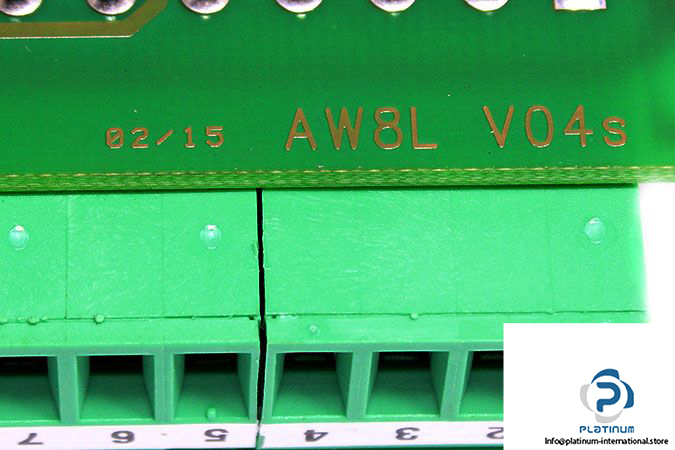 02/15 AW8L V04s
7 6 5 4 3 2
PLATINUM
Info@platinum-international.store